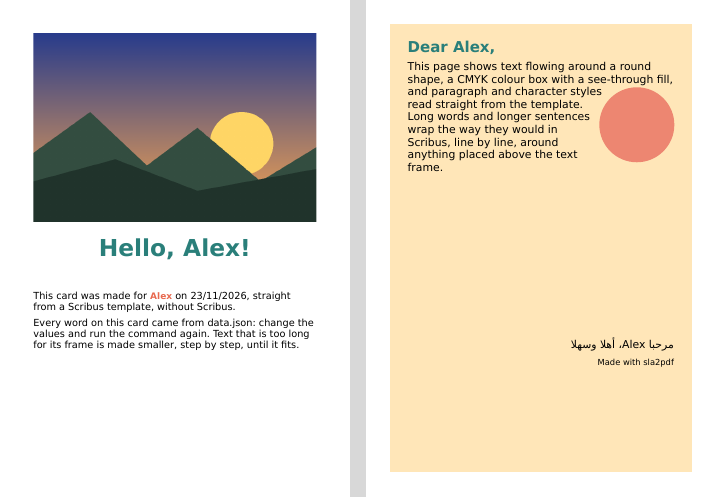 Hello, Alex!
This card was made for Alex on 23/11/2026, straight
from a Scribus template, without Scribus.
Every word on this card came from data.json: change the
values and run the command again. Text that is too long
for its frame is made smaller, step by step, until it fits.
Dear Alex,
This page shows text flowing around a round
shape, a CMYK colour box with a see-through fill,
and paragraph and character styles
read straight from the template.
Long words and longer sentences
wrap the way they would in
Scribus, line by line, around
anything placed above the text
frame.
مرحبا Alex، أهلا وسهلا
Made with sla2pdf